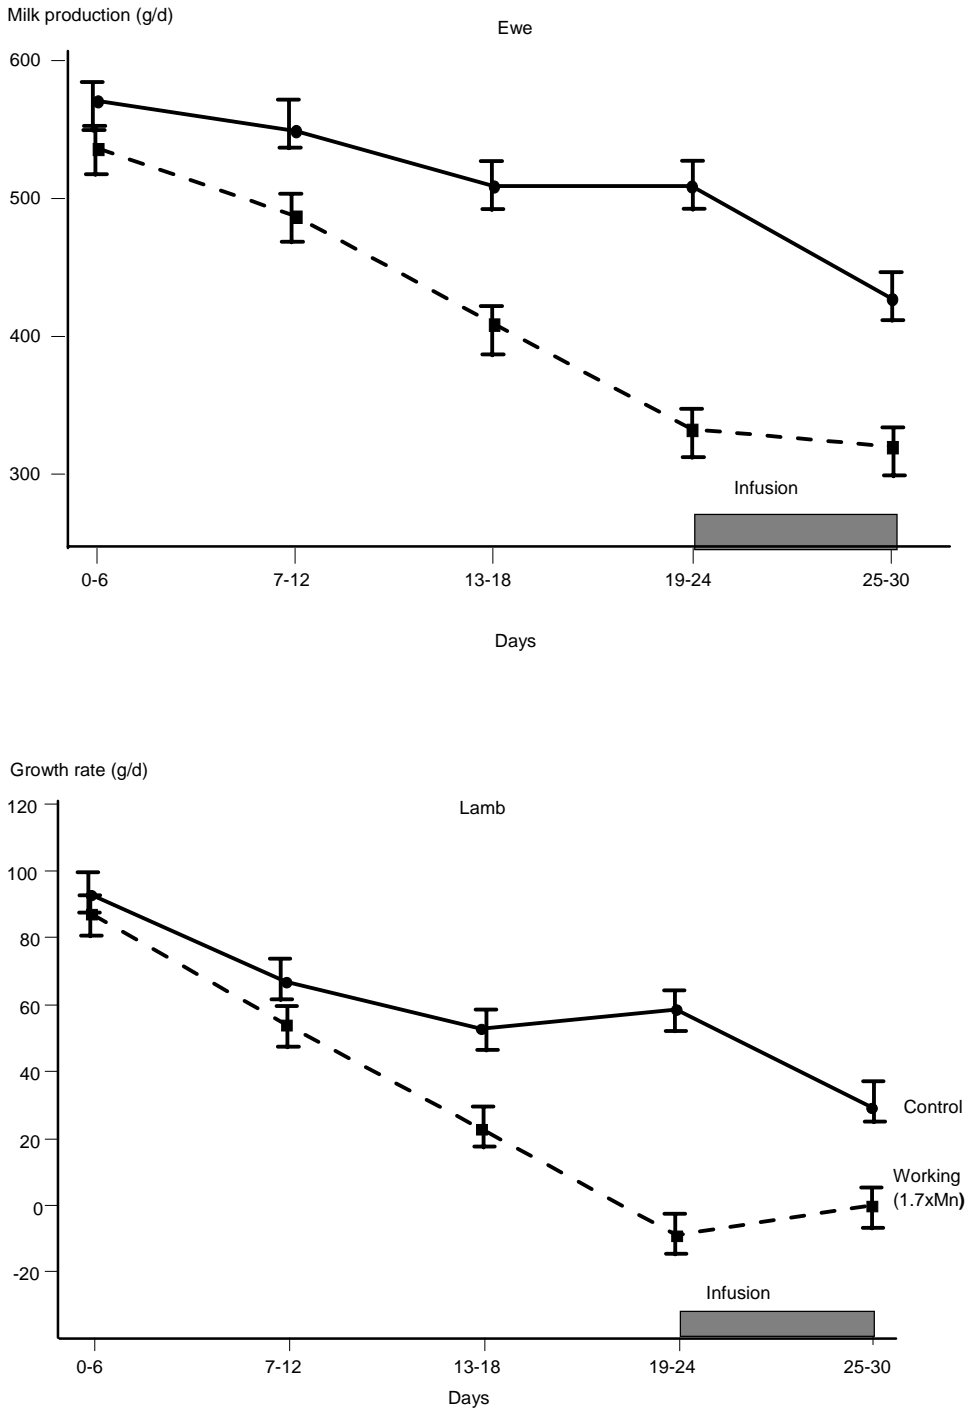 Milk production (g/d)
Ewe
600
500
400
300
Infusion
0-6
7-12
13-18
19-24
25-30
Days
Growth rate (g/d)
Lamb
120
100
80
60
40
20
0
-20
Control
Working
(1.7xMn)
Infusion
0-6
7-12
13-18
19-24
25-30
Days